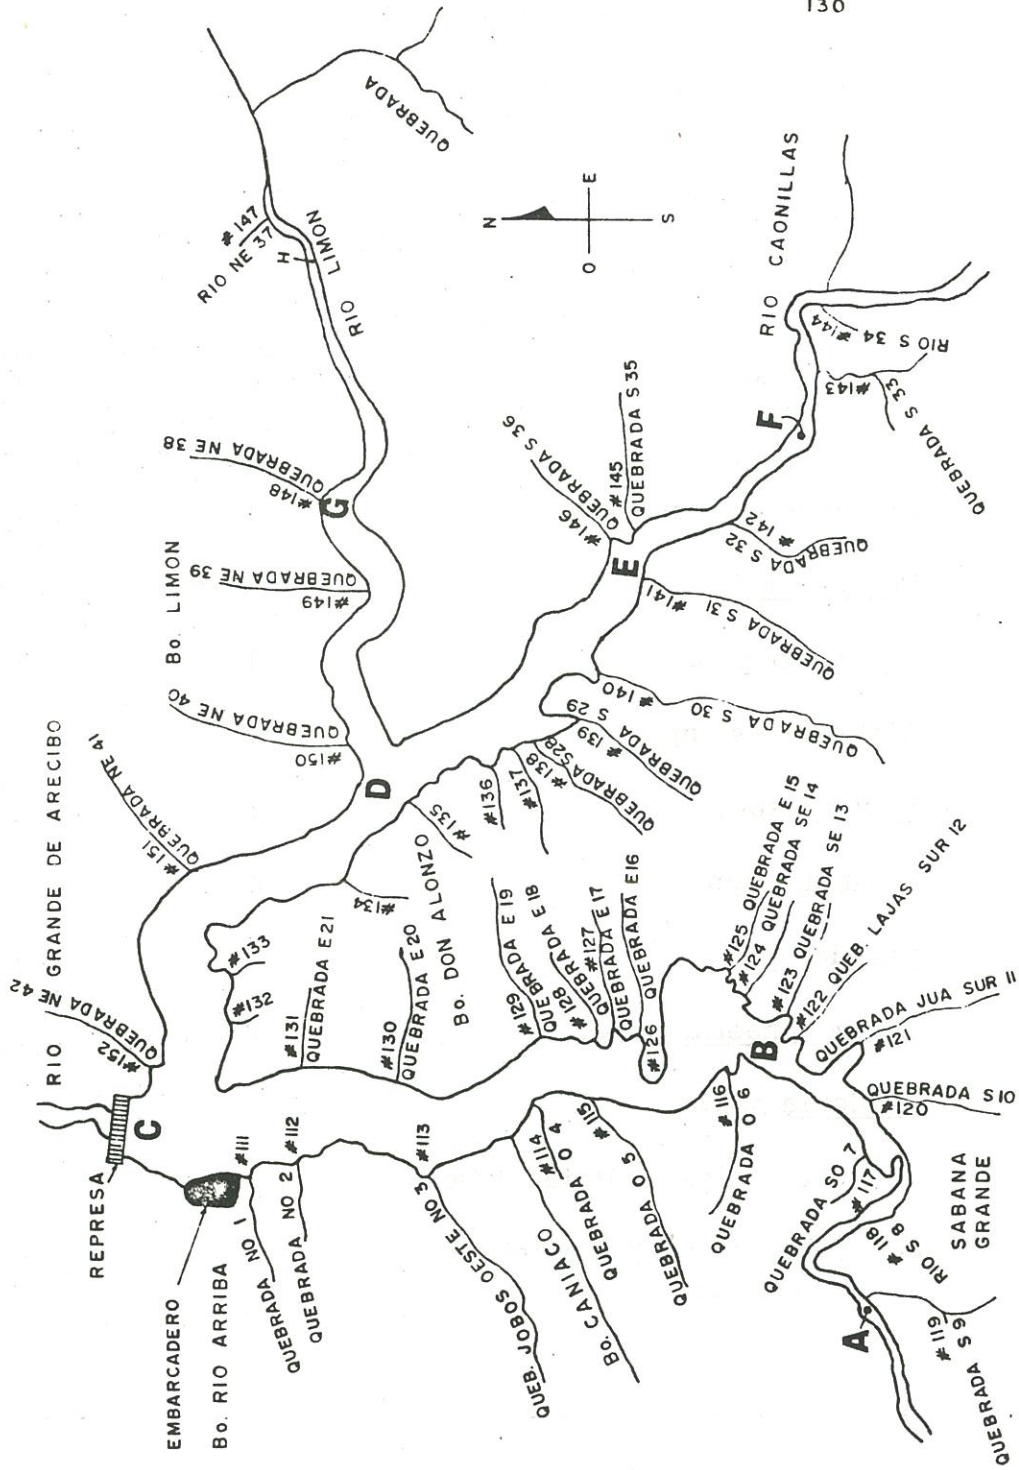 130
RIO GRANDE DE ARECIBO
QUEBRADA NE 42
#152
QUEBRADA NE 41
#151
QUEBRADA NE 40
#150
Bo. LIMON
QUEBRADA NE 39
#149
QUEBRADA NE 38
#148
G
RIO LIMON
H
RIO NE 37
#147
QUEBRADA
N
O
E
S
REPRESA
C
EMBARCADERO
Bo. RIO ARRIBA
#111
QUEBRADA NO 1
#112
QUEBRADA NO 2
#113
QUEB. JOBOS OESTE NO 3
Bo. CANIACO
#114
QUEBRADA O 4
#115
QUEBRADA O 5
#116
QUEBRADA O 6
QUEBRADA SO 7
#117
#118
RIO S 8
A
#119
QUEBRADA S 9
SABANA
GRANDE
#120
QUEBRADA S 10
#121
QUEBRADA JUA SUR 11
#122 QUEB. LAJAS SUR 12
#123 QUEBRADA SE 13
#124 QUEBRADA SE 14
#125 QUEBRADA E 15
B
#126
QUEBRADA E16
#127
QUEBRADA E 17
#128
QUEBRADA E 18
#129
QUEBRADA E 19
Bo. DON ALONZO
#130
QUEBRADA E 20
#131
QUEBRADA E21
#132
#133
#134
#135
#136
#137
#138
QUEBRADA S28
#139
QUEBRADA S 29
#140
QUEBRADA S 30
D
#141
QUEBRADA S 31
E
#142
QUEBRADA S 32
#143
QUEBRADA S 33
#144
RIO S 34
#145
QUEBRADA S 35
#146
QUEBRADA S 36
F
RIO CAONILLAS